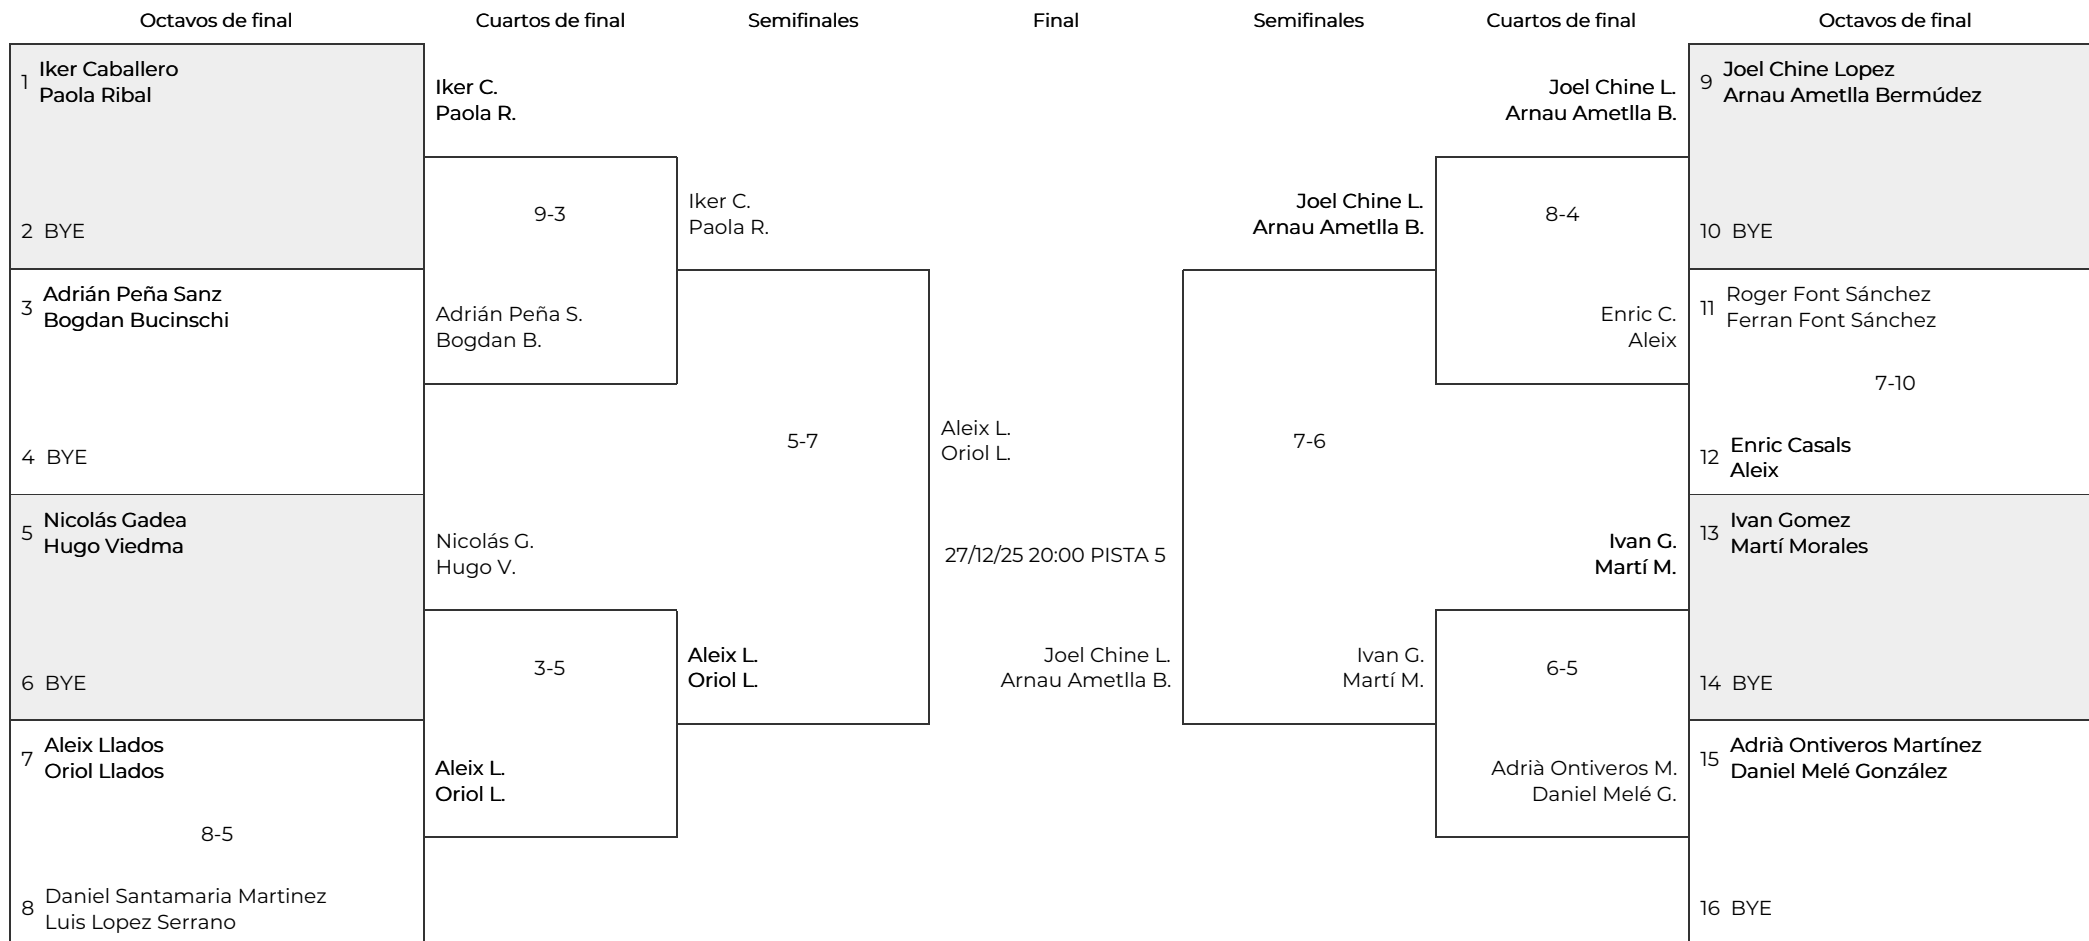 Octavos de final
Cuartos de final
Semifinales
Final
Semifinales
Cuartos de final
Octavos de final
1
Iker Caballero
Paola Ribal
2 BYE
3
Adrián Peña Sanz
Bogdan Bucinschi
4 BYE
5
Nicolás Gadea
Hugo Viedma
6 BYE
7
Aleix Llados
Oriol Llados
8-5
8
Daniel Santamaria Martinez
Luis Lopez Serrano
Iker C.
Paola R.
9-3
Adrián Peña S.
Bogdan B.
Nicolás G.
Hugo V.
3-5
Aleix L.
Oriol L.
Iker C.
Paola R.
5-7
Aleix L.
Oriol L.
Aleix L.
Oriol L.
27/12/25 20:00 PISTA 5
Joel Chine L.
Arnau Ametlla B.
Joel Chine L.
Arnau Ametlla B.
7-6
Ivan G.
Martí M.
Joel Chine L.
Arnau Ametlla B.
8-4
Enric C.
Aleix
Ivan G.
Martí M.
6-5
Adrià Ontiveros M.
Daniel Melé G.
9
Joel Chine Lopez
Arnau Ametlla Bermúdez
10 BYE
11
Roger Font Sánchez
Ferran Font Sánchez
7-10
12
Enric Casals
Aleix
13
Ivan Gomez
Martí Morales
14 BYE
15
Adrià Ontiveros Martínez
Daniel Melé González
16 BYE